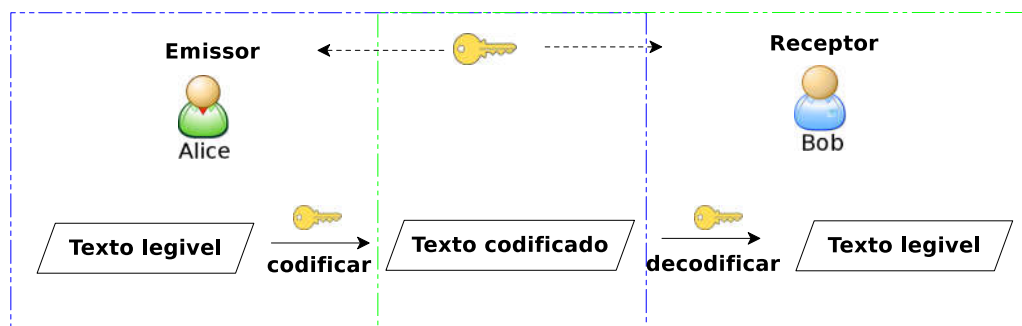 Emissor
Receptor
Alice
Bob
Texto legivel
codificar
Texto codificado
decodificar
Texto legivel